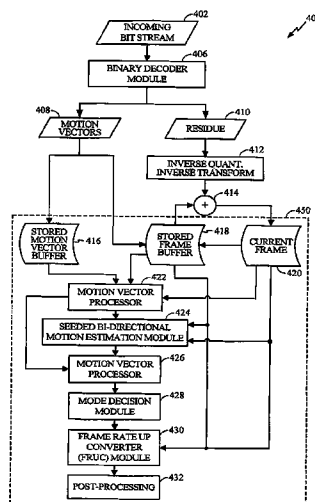 402
40
INCOMING
BIT STREAM
406
BINARY DECODER
MODULE
408
410
MOTION
VECTORS
RESIDUE
412
INVERSE QUANT.
INVERSE TRANSFORM
414
+
450
STORED
MOTION
VECTOR
BUFFER
416
STORED
FRAME
BUFFER
418
CURRENT
FRAME
420
422
MOTION VECTOR
PROCESSOR
424
SEEDED BI-DIRECTIONAL
MOTION ESTIMATION MODULE
426
MOTION VECTOR
PROCESSOR
428
MODE DECISION
MODULE
430
FRAME RATE UP
CONVERTER
(FRUC) MODULE
432
POST-PROCESSING